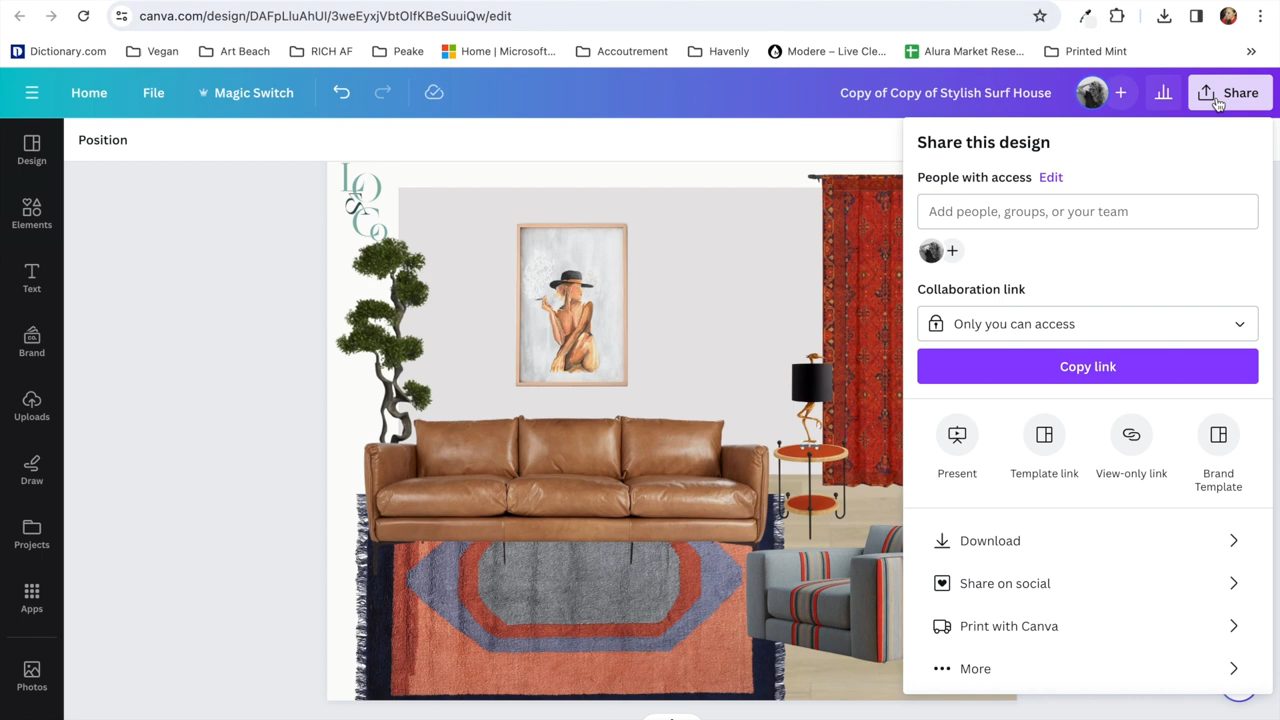 canva.com/design/DAFpLluAhUI/3weEyxjVbtOIfKBeSuuiQw/edit
Dictionary.com
Vegan
Art Beach
RICH AF
Peake
Home | Microsoft...
Accoutrement
Havenly
Modere – Live Cle...
Alura Market Rese...
Printed Mint
Home
File
Magic Switch
Copy of Copy of Stylish Surf House
Share
Position
Design
Elements
Text
Brand
Uploads
Draw
Projects
Apps
Photos
LO
&
Co
Share this design
People with access Edit
Add people, groups, or your team
Collaboration link
Only you can access
Copy link
Present
Template link
View-only link
Brand
Template
Download
Share on social
Print with Canva
More